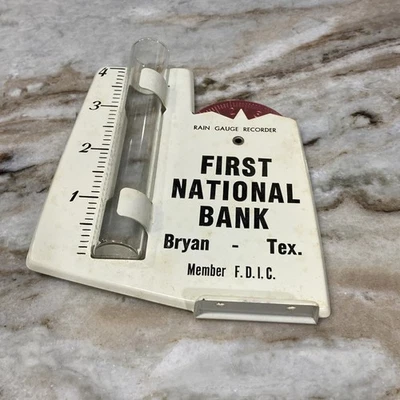 4
3
2
1
RAIN GAUGE RECORDER
FIRST
NATIONAL
BANK
Bryan - Tex.
Member F.D.I.C.